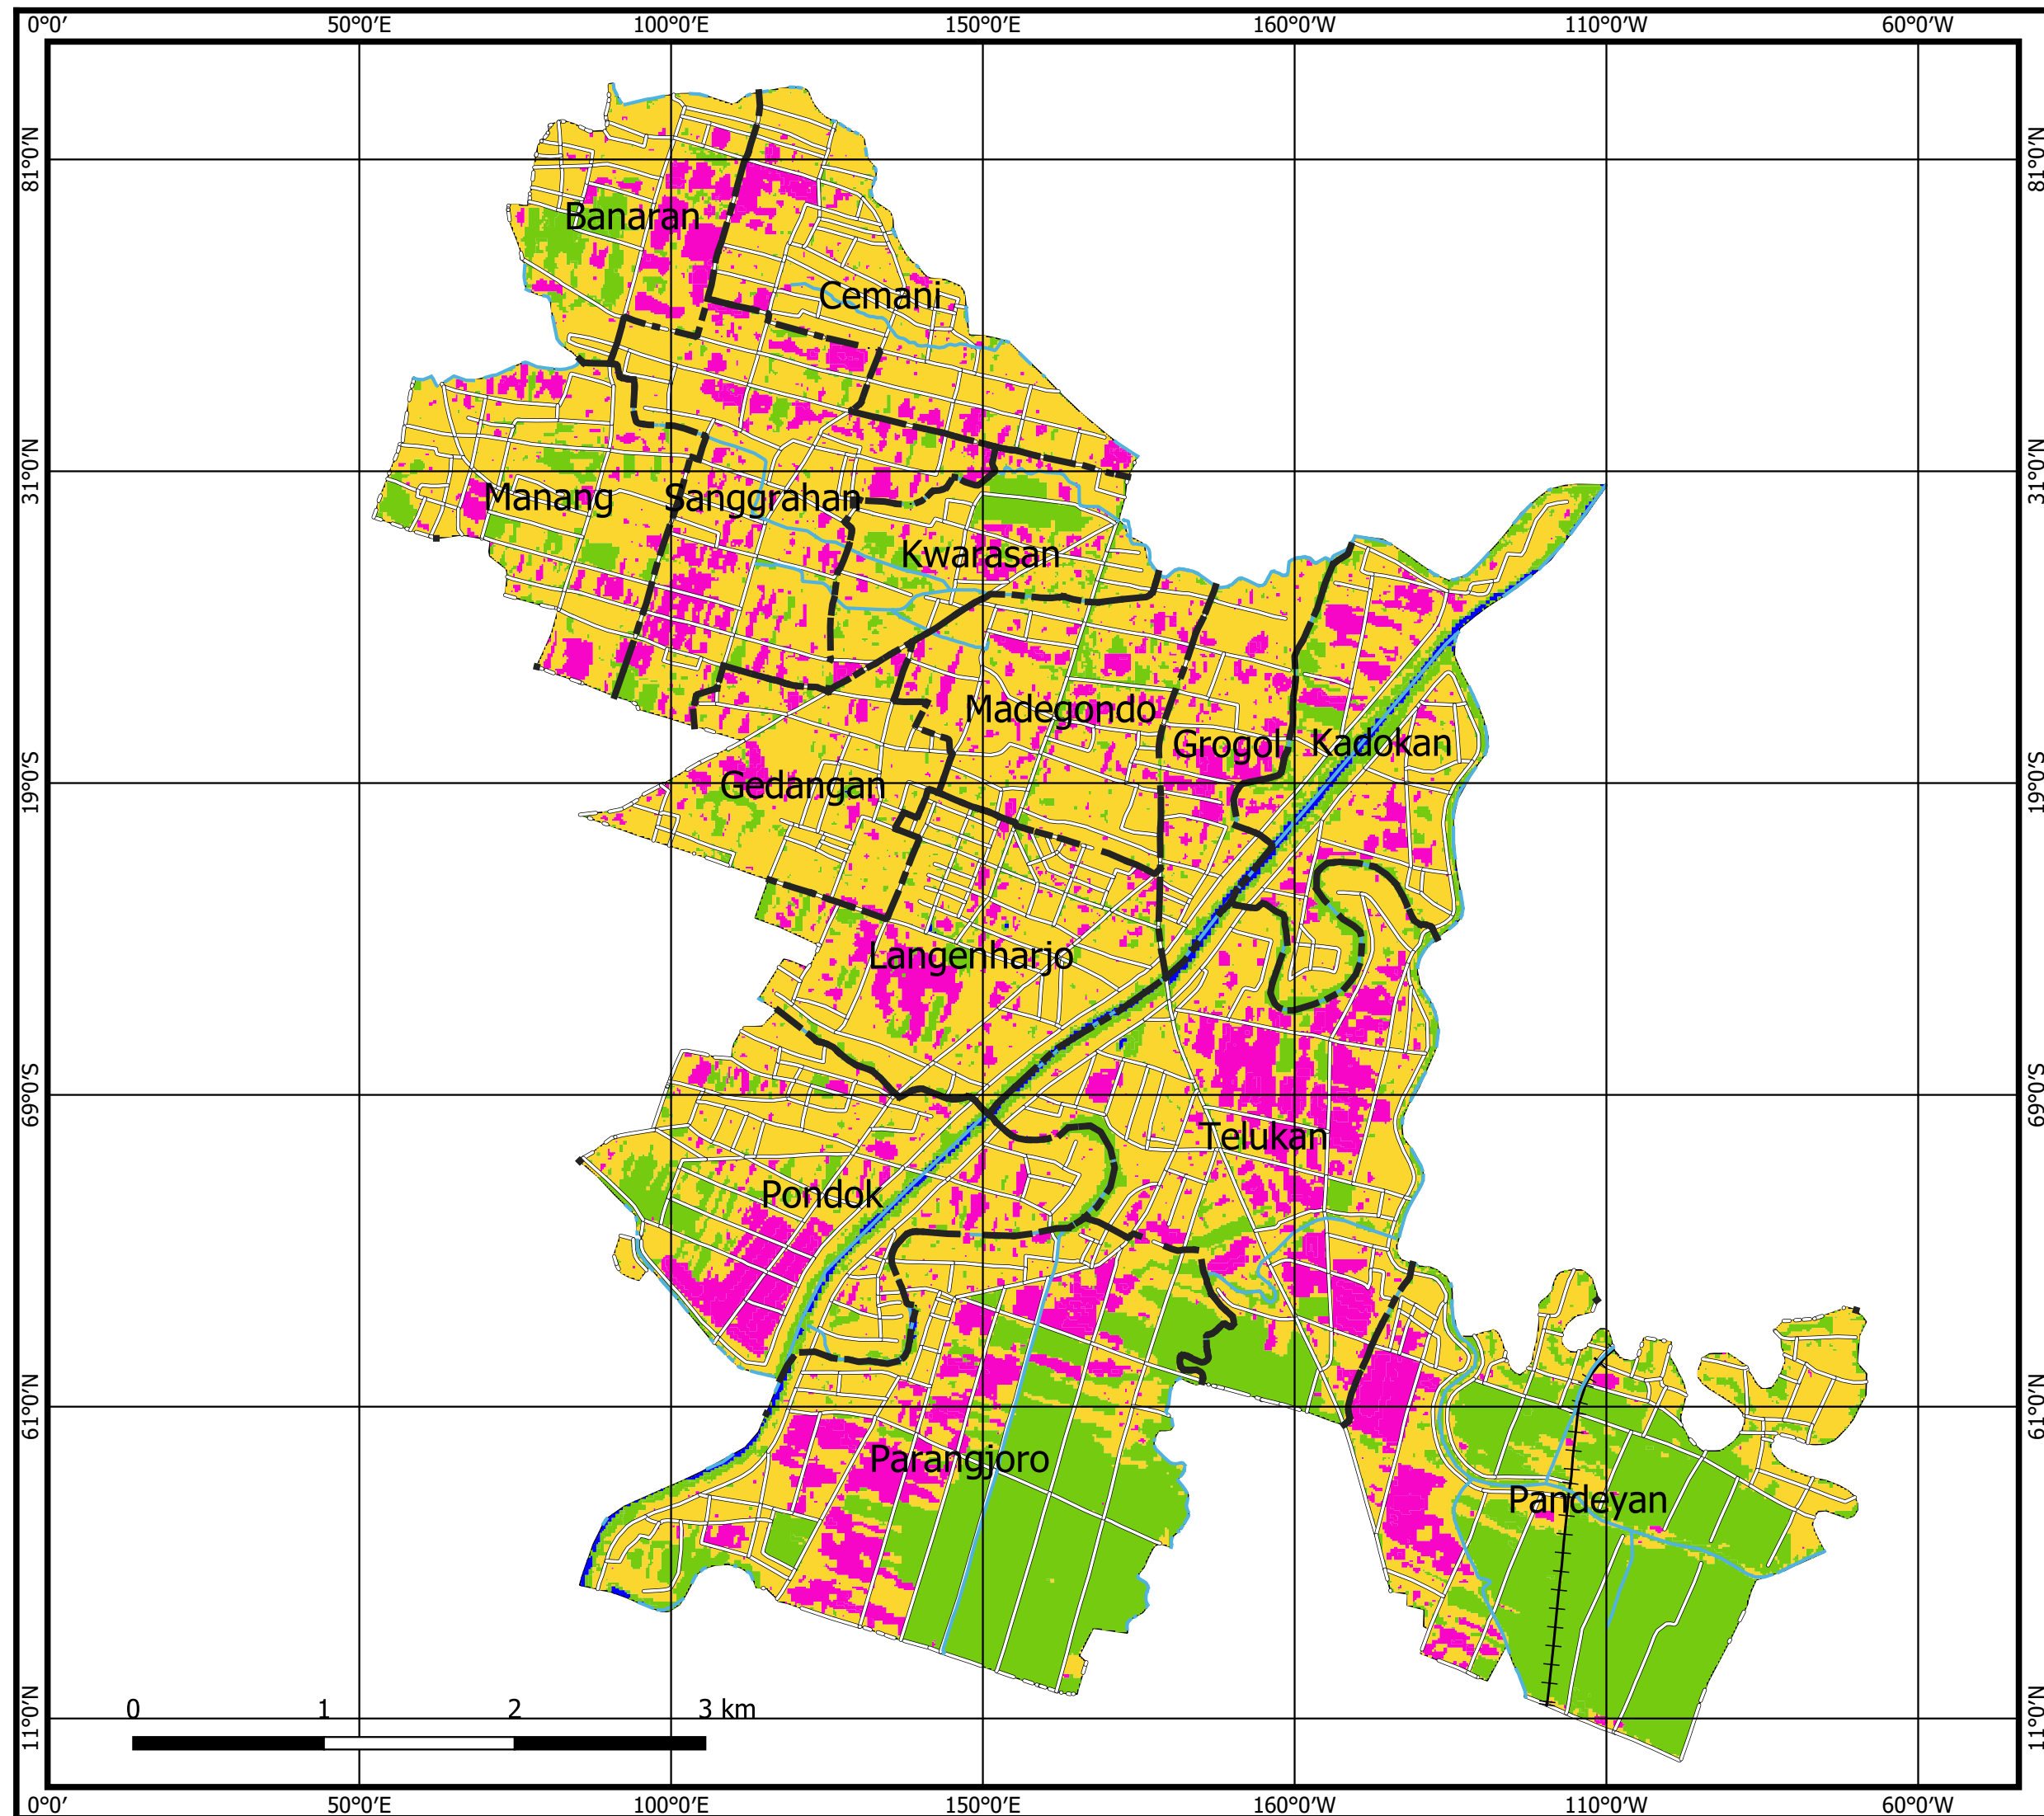 0°0′ 50°0′E 100°0′E 150°0′E 160°0′W 110°0′W 60°0′W
81°0′N 81°0′N
Banaran
Cemani
31°0′N 31°0′N
Manang Sanggrahan
Kwarasan
Madegondo
Grogol Kadokan
19°0′S 19°0′S
Gedangan
Langenharjo
69°0′S 69°0′S
Telukan
Pondok
61°0′N 61°0′N
Parangjoro
Pandeyan
11°0′N 11°0′N
0 1 2 3 km
0°0′ 50°0′E 100°0′E 150°0′E 160°0′W 110°0′W 60°0′W